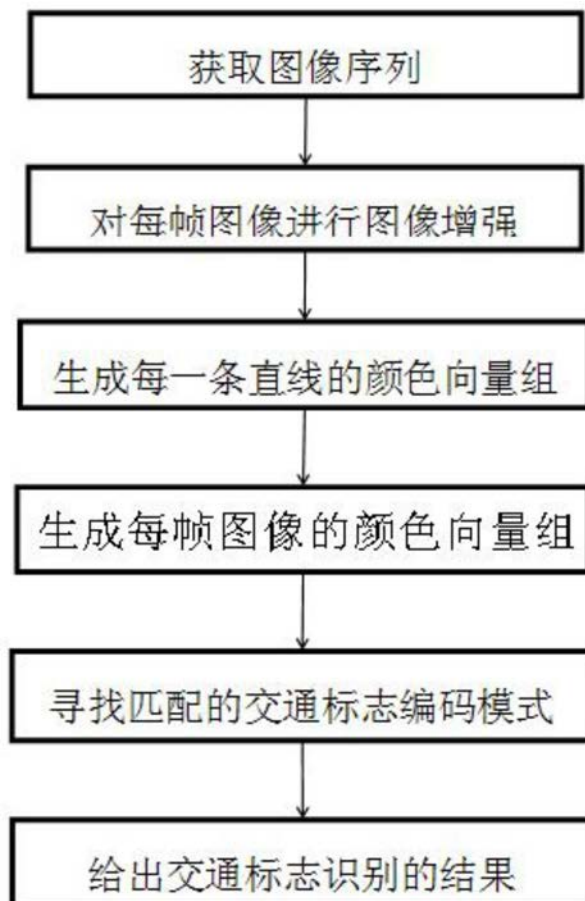 获取图像序列
对每帧图像进行图像增强
生成每一条直线的颜色向量组
生成每帧图像的颜色向量组
寻找匹配的交通标志编码模式
给出交通标志识别的结果